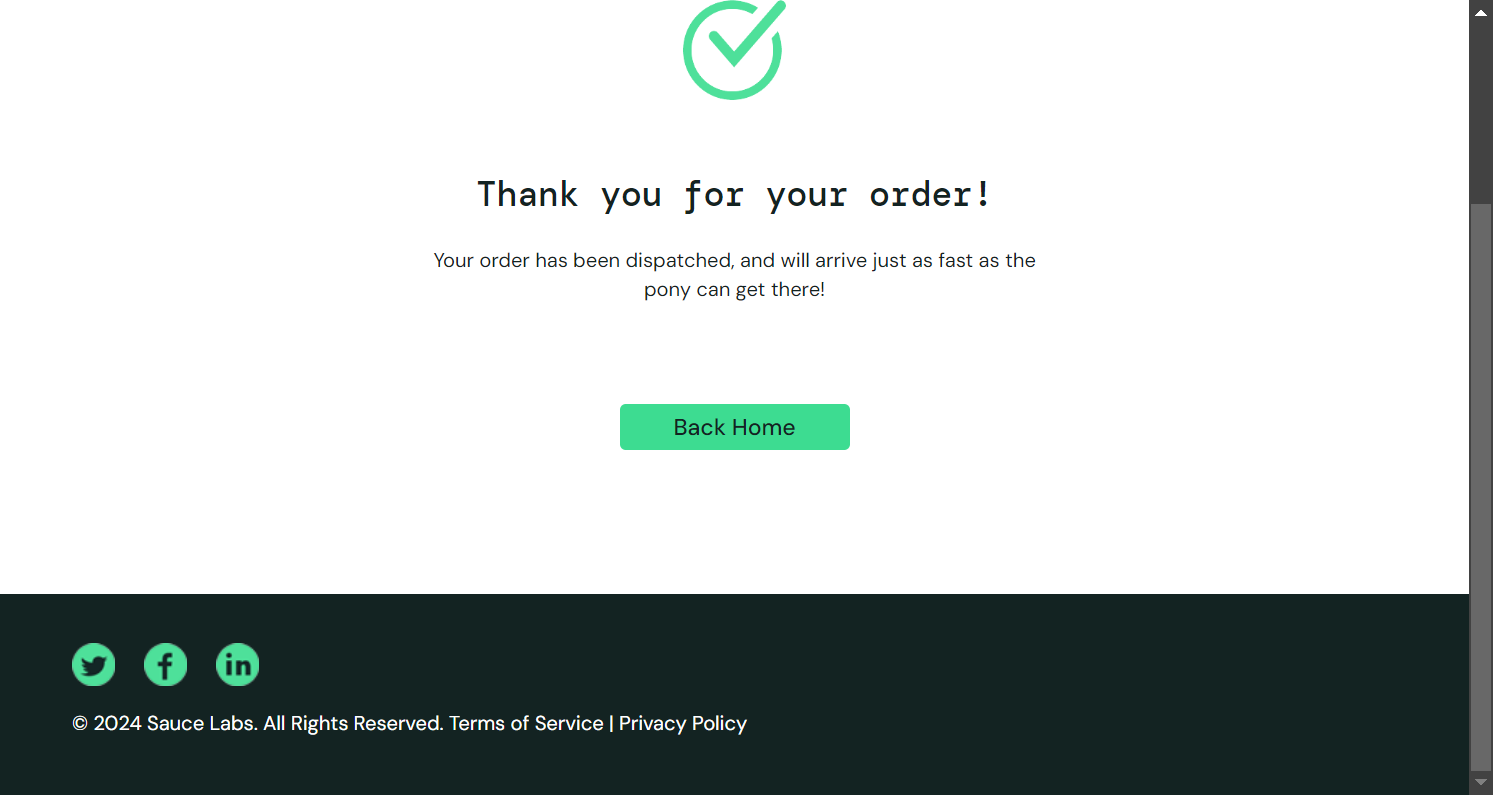 Thank you for your order!
Your order has been dispatched, and will arrive just as fast as the
pony can get there!
Back Home
© 2024 Sauce Labs. All Rights Reserved. Terms of Service | Privacy Policy